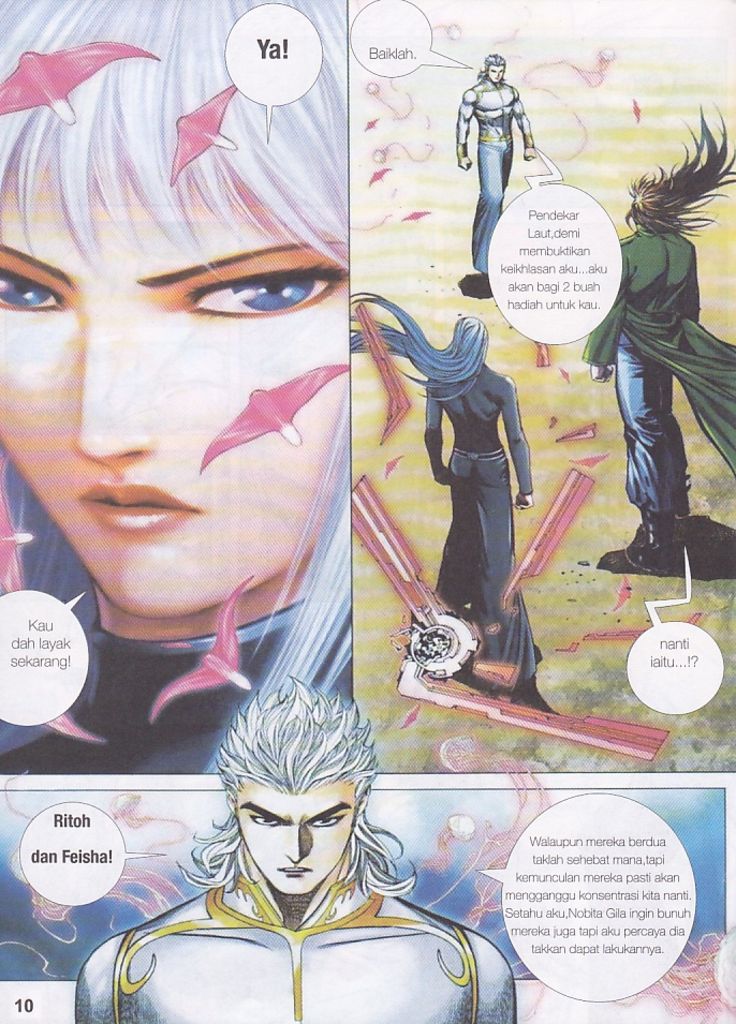 Ya!
Kau
dah layak
sekarang!
Baiklah.
Pendekar
Laut,demi
membuktikan
keikhlasan aku...aku
akan bagi 2 buah
hadiah untuk kau.
nanti
iaitu...!?
Ritoh
dan Feisha!
Walaupun mereka berdua
taklah sehebat mana,tapi
kemunculan mereka pasti akan
mengganggu konsentrasi kita nanti.
Setahu aku,Nobita Gila ingin bunuh
mereka juga tapi aku percaya dia
takkan dapat lakukannya.
10